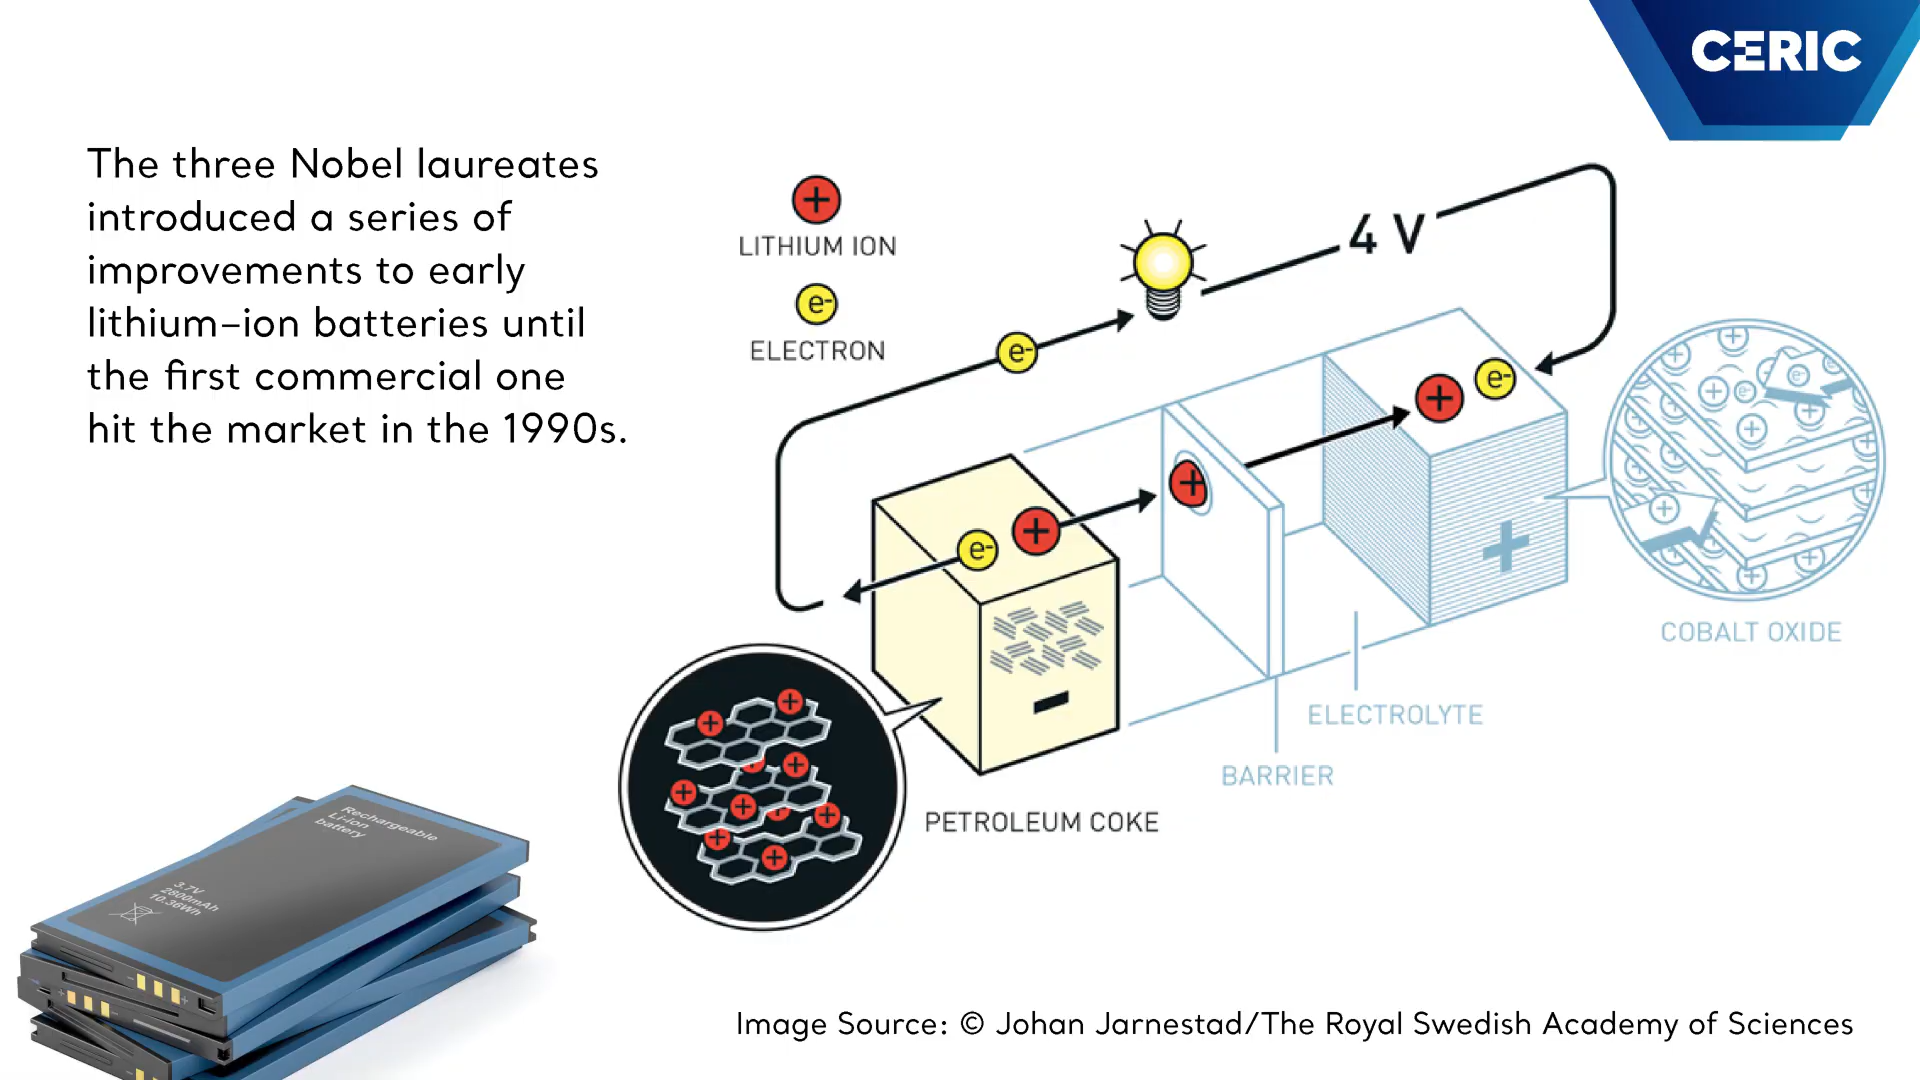 CERIC
The three Nobel laureates
introduced a series of
improvements to early
lithium–ion batteries until
the first commercial one
hit the market in the 1990s.
+
LITHIUM ION
e-
ELECTRON
4 V
e-
+
e-
+
e-
+
+
-
COBALT OXIDE
ELECTROLYTE
BARRIER
PETROLEUM COKE
Rechargeable
Li-ion
battery
3.7V
2800mAh
10.36Wh
Image Source: © Johan Jarnestad/The Royal Swedish Academy of Sciences